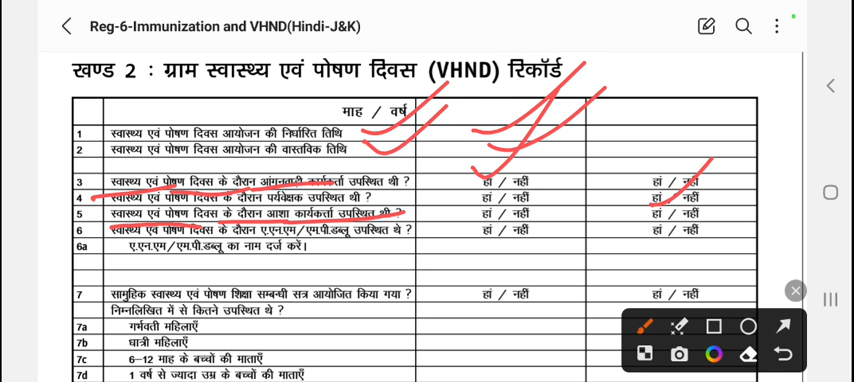 Reg-6-Immunization and VHND(Hindi-J&K)
खण्ड 2 : ग्राम स्वास्थ्य एवं पोषण दिवस (VHND) रिकॉर्ड
माह / वर्ष
1 स्वास्थ्य एवं पोषण दिवस आयोजन की निर्धारित तिथि
2 स्वास्थ्य एवं पोषण दिवस आयोजन की वास्तविक तिथि
3 स्वास्थ्य एवं पोषण दिवस के दौरान आंगनवाड़ी कार्यकर्ता उपस्थित थी ? हां / नहीं हां / नहीं
4 स्वास्थ्य एवं पोषण दिवस के दौरान पर्यवेक्षक उपस्थित थी ? हां / नहीं हां / नहीं
5 स्वास्थ्य एवं पोषण दिवस के दौरान आशा कार्यकर्ता उपस्थित थी ? हां / नहीं हां / नहीं
6 स्वास्थ्य एवं पोषण दिवस के दौरान ए.एन.एम/एम.पी.डब्लू उपस्थित थे ? हां / नहीं हां / नहीं
6a ए.एन.एम/एम.पी.डब्लू का नाम दर्ज करें।
7 सामुहिक स्वास्थ्य एवं पोषण शिक्षा सम्बन्धी सत्र आयोजित किया गया ? हां / नहीं हां / नहीं
निम्नलिखित में से कितने उपस्थित थे ?
7a गर्भवती महिलाएँ
7b धात्री महिलाएँ
7c 6–12 माह के बच्चों की माताएँ
7d 1 वर्ष से ज्यादा उम्र के बच्चों की माताएँ